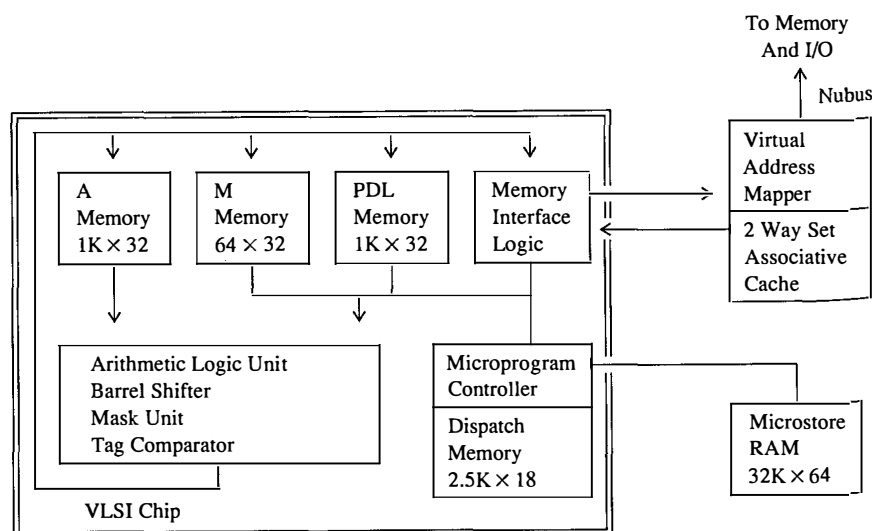 To Memory
And I/O
Nubus
A
Memory
1K × 32
M
Memory
64 × 32
PDL
Memory
1K × 32
Memory
Interface
Logic
Virtual
Address
Mapper
2 Way Set
Associative
Cache
Arithmetic Logic Unit
Barrel Shifter
Mask Unit
Tag Comparator
Microprogram
Controller
Dispatch
Memory
2.5K × 18
Microstore
RAM
32K × 64
VLSI Chip